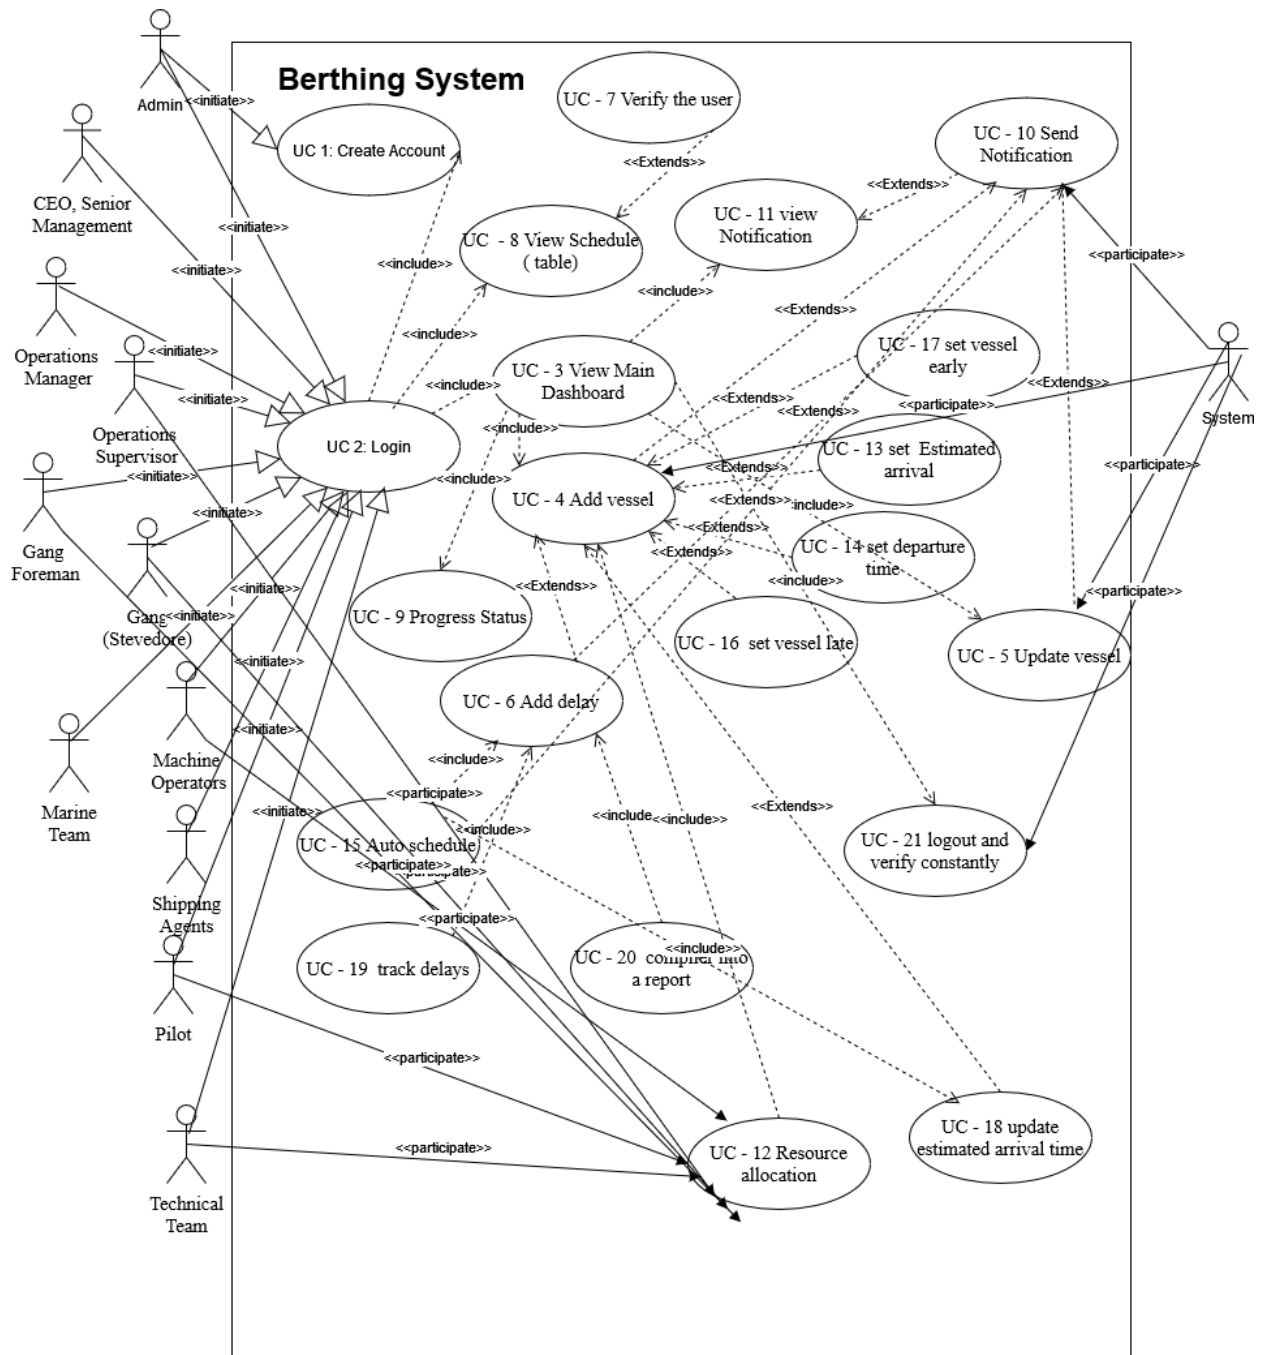 Berthing System
Admin
<<initiate>>
UC 1: Create Account
UC - 7 Verify the user
UC - 10 Send
Notification
<<Extends>>
<<Extends>>
CEO, Senior
Management
<<initiate>>
UC - 8 View Schedule
( table)
UC - 11 view
Notification
<<participate>>
<<initiate>>
<<include>>
<<include>>
<<Extends>>
Operations
Manager
<<initiate>>
<<include>>
UC - 17 set vessel
early
System
UC - 3 View Main
Dashboard
<<include>>
<<Extends>>
<<Extends>>
<<Extends>>
<<participate>>
<<initiate>>
Operations
Supervisor
UC 2: Login
<<include>>
UC - 13 set Estimated
arrival
<<Extends>>
<<participate>>
<<initiate>>
<<include>>
UC - 4 Add vessel
<<Extends>>
<<include>>
<<initiate>>
<<Extends>>
Gang
Foreman
UC - 14 set departure
time
<<Extends>>
<<Extends>>
<<include>>
<<participate>>
<<initiate>>
Gang
(Stevedore)
<<initiate>>
UC - 9 Progress Status
UC - 16 set vessel late
UC - 5 Update vessel
<<initiate>>
UC - 6 Add delay
<<initiate>>
Machine
Operators
<<include>>
<<participate>>
Marine
Team
<<initiate>>
<<include>>
<<include
<<include>>
<<Extends>>
UC - 15 Auto schedule
UC - 21 logout and
verify constantly
<<participate>>
Shipping
Agents
<<participate>>
<<include>>
UC - 19 track delays
UC - 20
a report
Pilot
<<participate>>
UC - 18 update
estimated arrival time
<<participate>>
UC - 12 Resource
allocation
Technical
Team